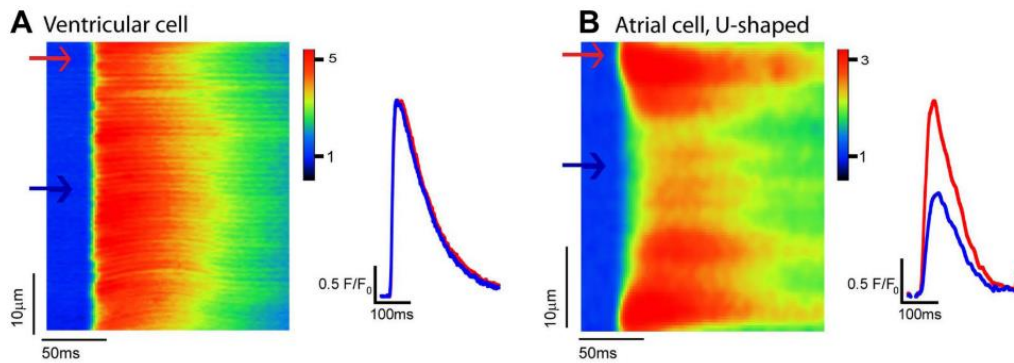 A Ventricular cell
5
1
0.5 F/F0
100ms
10μm
50ms
B Atrial cell, U-shaped
3
1
0.5 F/F0
100ms
10μm
50ms